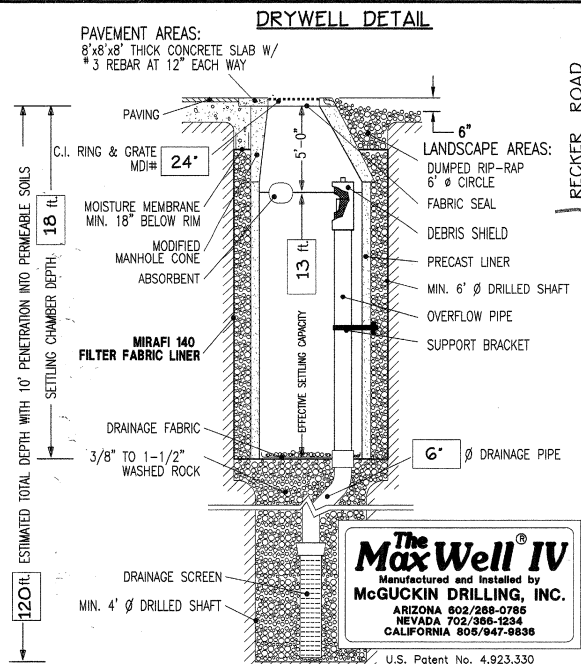 DRYWELL DETAIL
PAVEMENT AREAS:
8'x8'x8' THICK CONCRETE SLAB W/
#3 REBAR AT 12" EACH WAY
PAVING
C.I. RING & GRATE
MDI# 24"
MOISTURE MEMBRANE
MIN. 18" BELOW RIM
MODIFIED
MANHOLE CONE
ABSORBENT
MIRAFI 140
FILTER FABRIC LINER
DRAINAGE FABRIC
3/8" TO 1-1/2"
WASHED ROCK
DRAINAGE SCREEN
MIN. 4' Ø DRILLED SHAFT
120ft. ESTIMATED TOTAL DEPTH WITH 10' PENETRATION INTO PERMEABLE SOILS
SETTLING CHAMBER DEPTH 18 ft.
5'-0"
EFFECTIVE SETTLING CAPACITY 13 ft.
6"
LANDSCAPE AREAS:
DUMPED RIP-RAP
6' Ø CIRCLE
FABRIC SEAL
DEBRIS SHIELD
PRECAST LINER
MIN. 6' Ø DRILLED SHAFT
OVERFLOW PIPE
SUPPORT BRACKET
6" Ø DRAINAGE PIPE
RECKER ROAD
The MaxWell® IV
Manufactured and Installed by
McGUCKIN DRILLING, INC.
ARIZONA 602/268-0785
NEVADA 702/366-1234
CALIFORNIA 805/947-9836
U.S. Patent No. 4,923,330